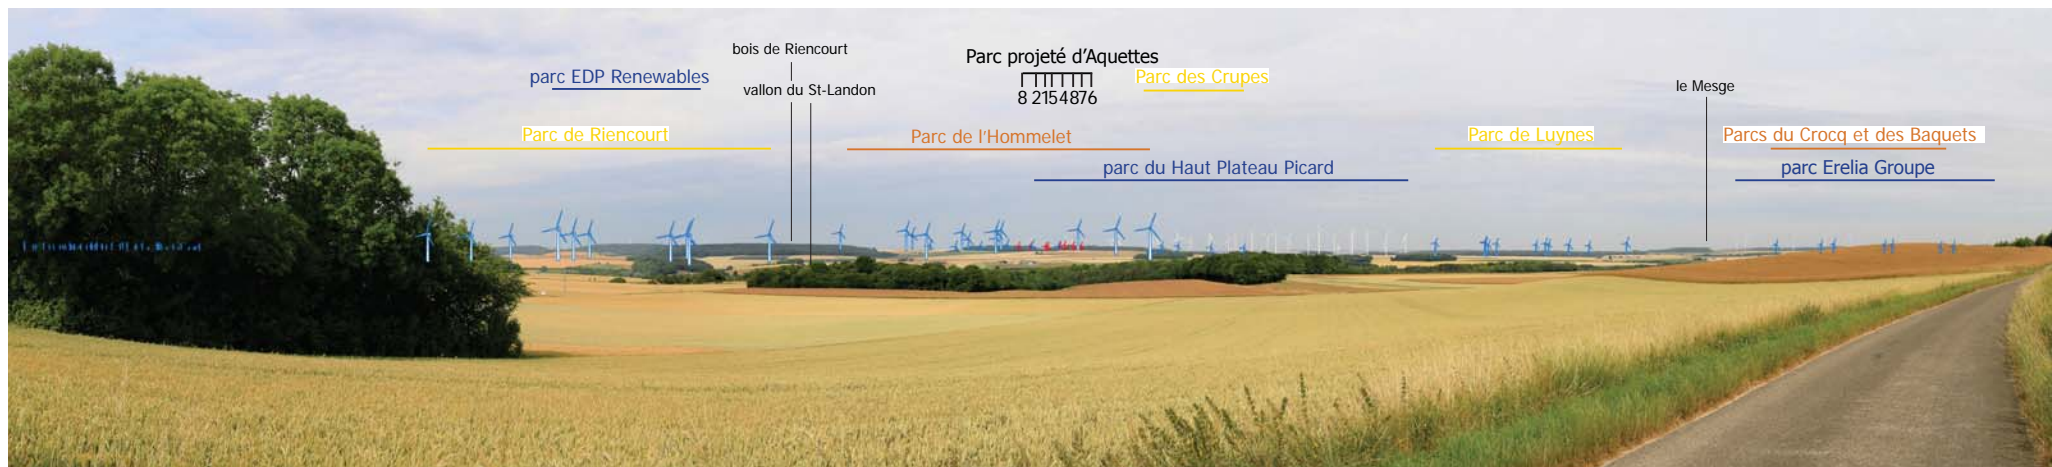 bois de Riencourt
Parc projeté d'Aquettes
parc EDP Renewables
Parc des Crupes
vallon du St-Landon
le Mesge
8 2154876
Parc de Riencourt
Parc de l'Hommelet
Parc de Luynes
Parcs du Crocq et des Baquets
parc du Haut Plateau Picard
parc Erelia Groupe